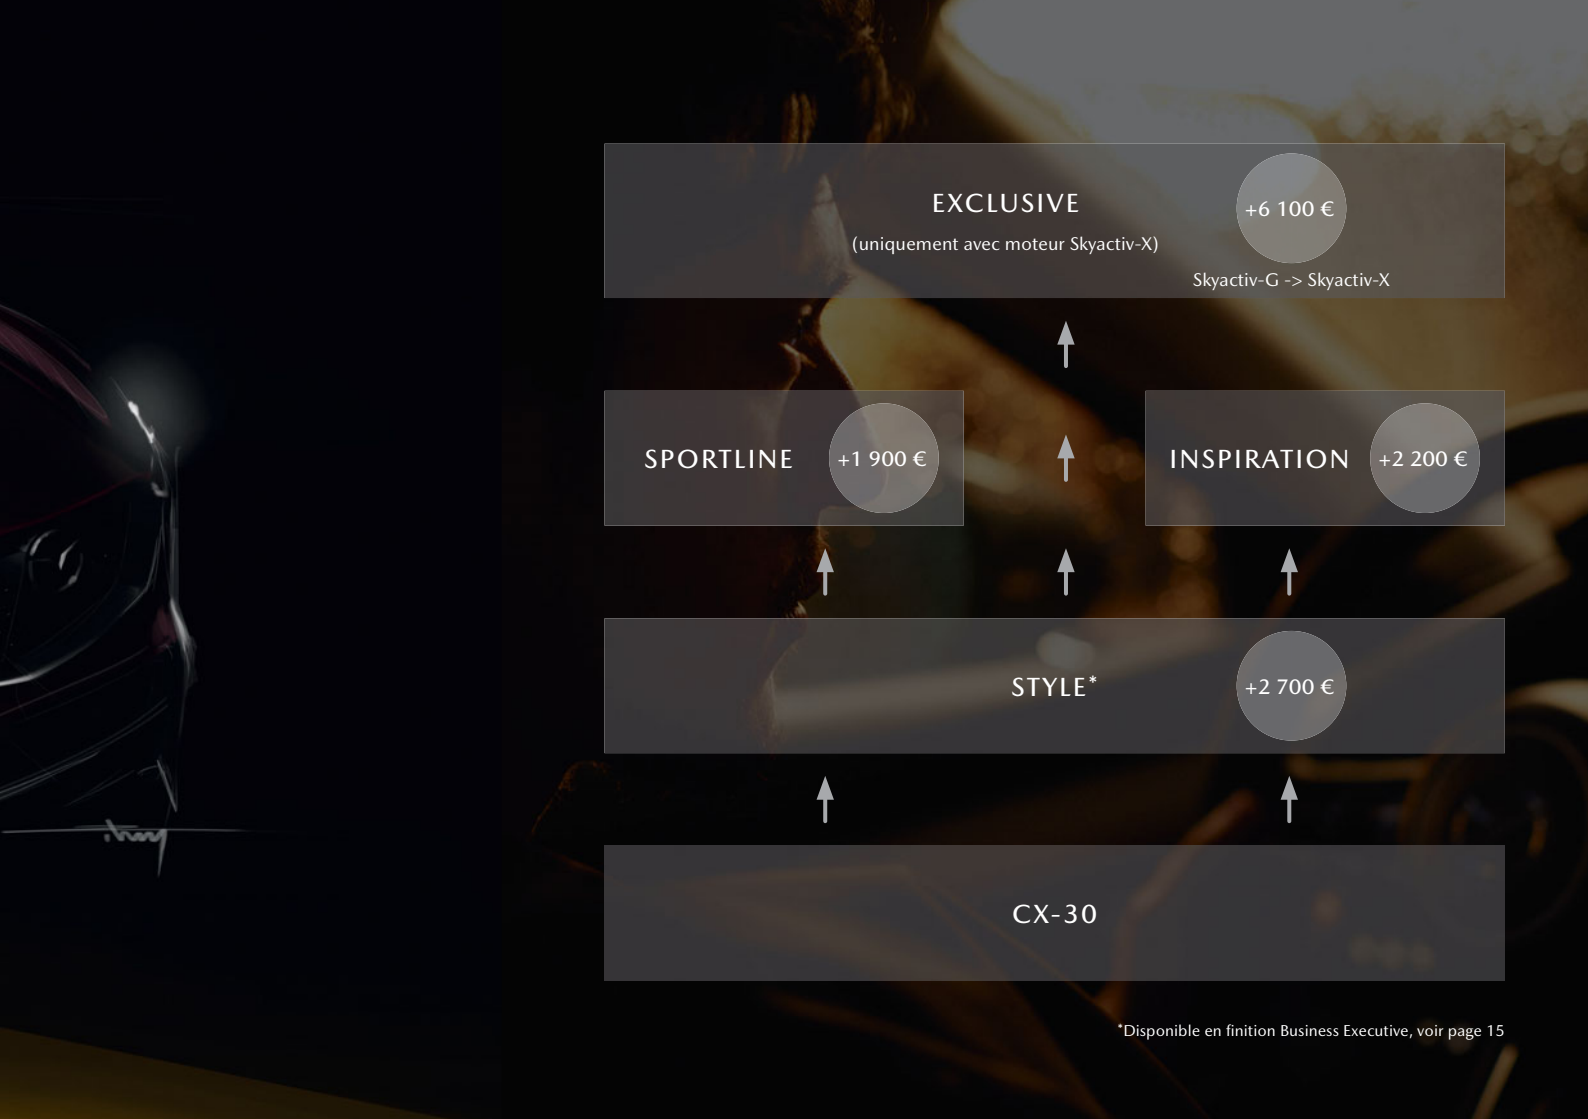 EXCLUSIVE
+6 100 €
(uniquement avec moteur Skyactiv-X)
Skyactiv-G -> Skyactiv-X
SPORTLINE
+1 900 €
INSPIRATION
+2 200 €
STYLE*
+2 700 €
CX-30
*Disponible en finition Business Executive, voir page 15